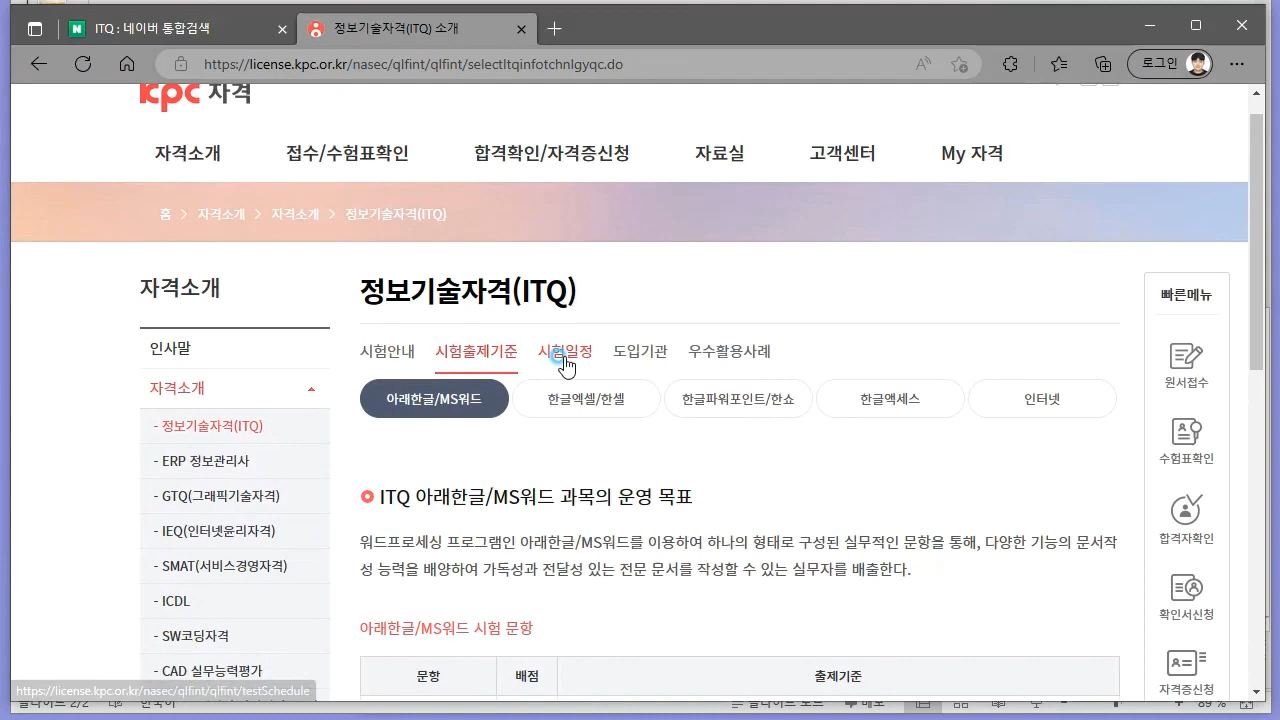 ITQ : 네이버 통합검색
정보기술자격(ITQ) 소개
https://license.kpc.or.kr/nasec/qlfint/qlfint/selectItqinfotchnlgyqc.do
로그인
kpc 자격
자격소개 접수/수험표확인 합격확인/자격증신청 자료실 고객센터 My 자격
홈 > 자격소개 > 자격소개 > 정보기술자격(ITQ)
자격소개
인사말
자격소개
- 정보기술자격(ITQ)
- ERP 정보관리사
- GTQ(그래픽기술자격)
- IEQ(인터넷윤리자격)
- SMAT(서비스경영자격)
- ICDL
- SW코딩자격
- CAD 실무능력평가
정보기술자격(ITQ)
시험안내 시험출제기준 시험일정 도입기관 우수활용사례
아래한글/MS워드 한글엑셀/한셀 한글파워포인트/한쇼 한글액세스 인터넷
ITQ 아래한글/MS워드 과목의 운영 목표
워드프로세싱 프로그램인 아래한글/MS워드를 이용하여 하나의 형태로 구성된 실무적인 문항을 통해, 다양한 기능의 문서작
성 능력을 배양하여 가독성과 전달성 있는 전문 문서를 작성할 수 있는 실무자를 배출한다.
아래한글/MS워드 시험 문항
문항 배점 출제기준
빠른메뉴
원서접수
수험표확인
합격자확인
확인서신청
자격증신청
https://license.kpc.or.kr/nasec/qlfint/qlfint/testSchedule
슬라이드 2/2 한국어
슬라이드 노트 메모 89 %